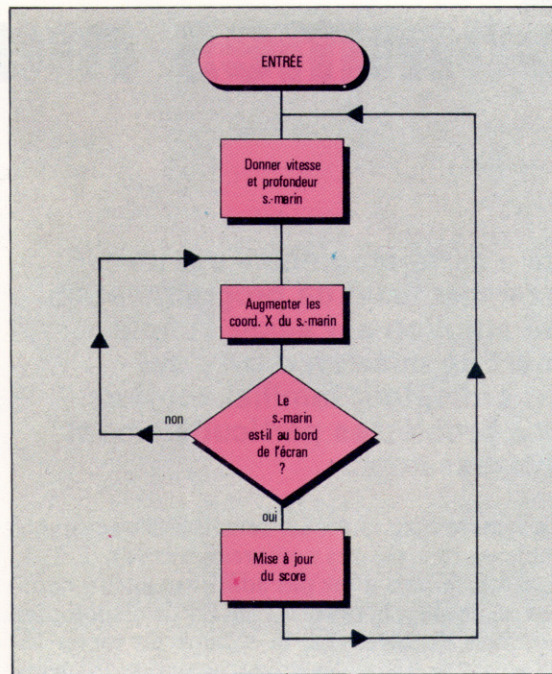 ENTRÉE
Donner vitesse
et profondeur
s.-marin
Augmenter les
coord. X du s.-marin
Le
s.-marin
est-il au bord
de l'écran
?
non
oui
Mise à jour
du score